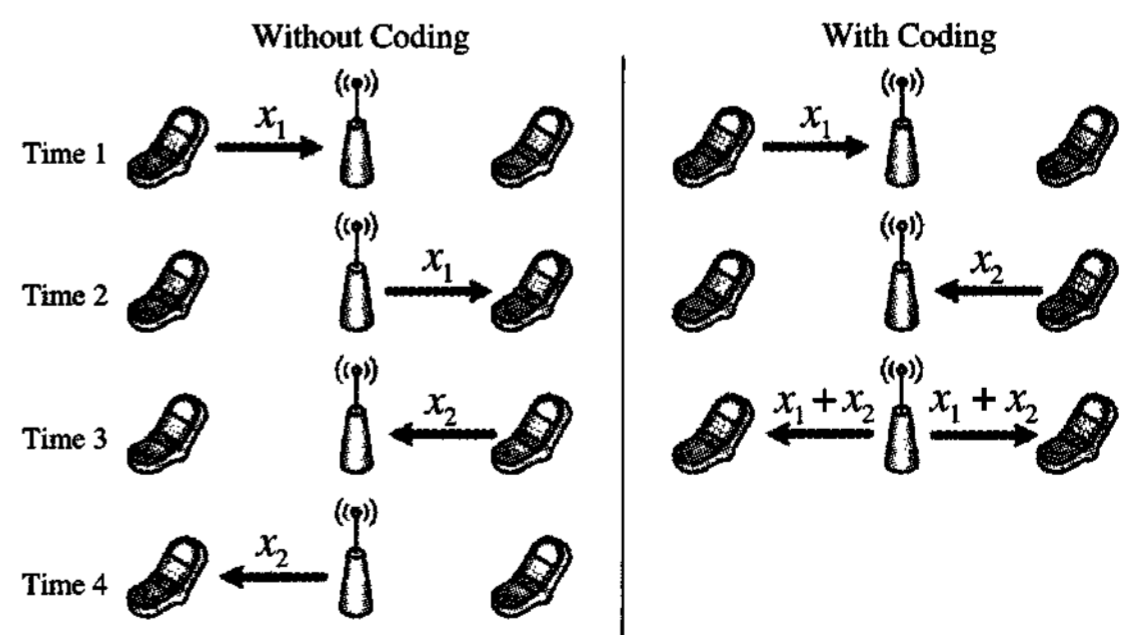 Without Coding
With Coding
Time 1
x₁
x₁
Time 2
x₁
x₂
Time 3
x₂
x₁ + x₂
x₁ + x₂
Time 4
x₂